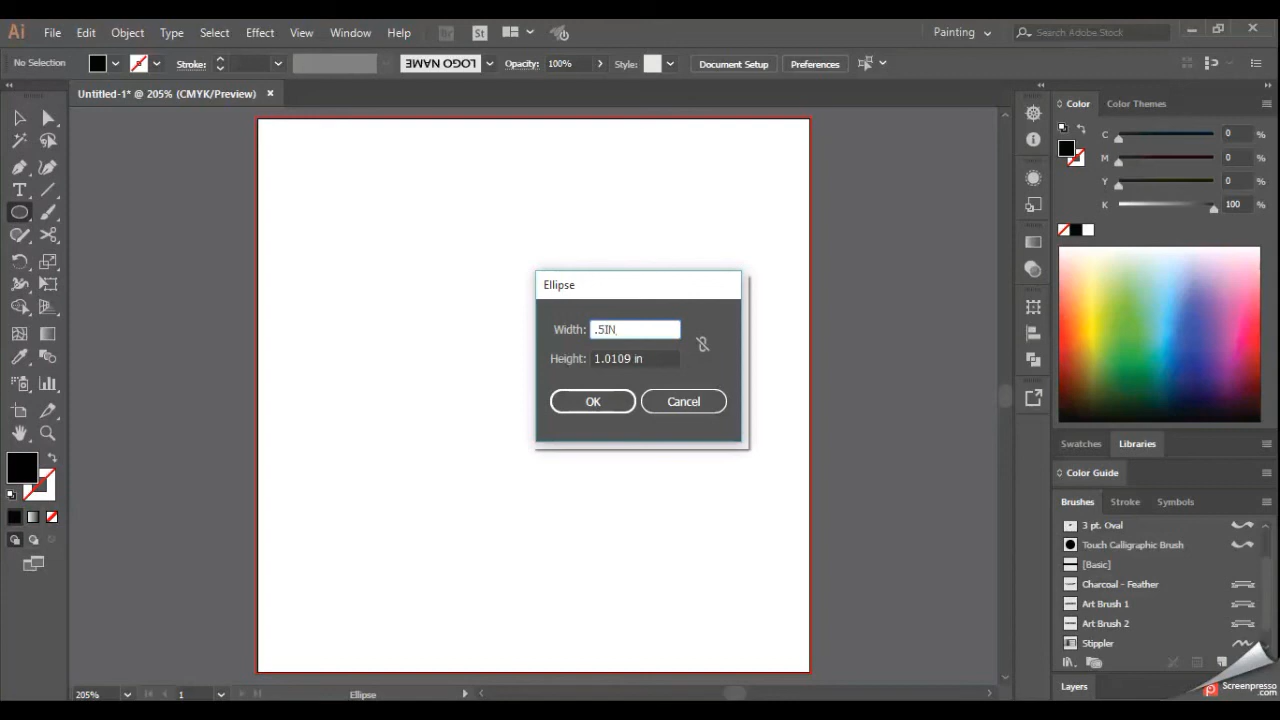 Ai File Edit Object Type Select Effect View Window Help Br St Painting Search Adobe Stock
No Selection Stroke: LOGO NAME Opacity: 100% Style: Document Setup Preferences
Untitled-1* @ 205% (CMYK/Preview)
Color Color Themes
C 0 %
M 0 %
Y 0 %
K 100 %
T
Ellipse
Width: .5IN
Height: 1.0109 in
OK Cancel
Swatches Libraries
Color Guide
Brushes Stroke Symbols
3 pt. Oval
Touch Calligraphic Brush
[Basic]
Charcoal - Feather
Art Brush 1
Art Brush 2
Stippler
Layers
Screenpresso.com
205% 1 Ellipse